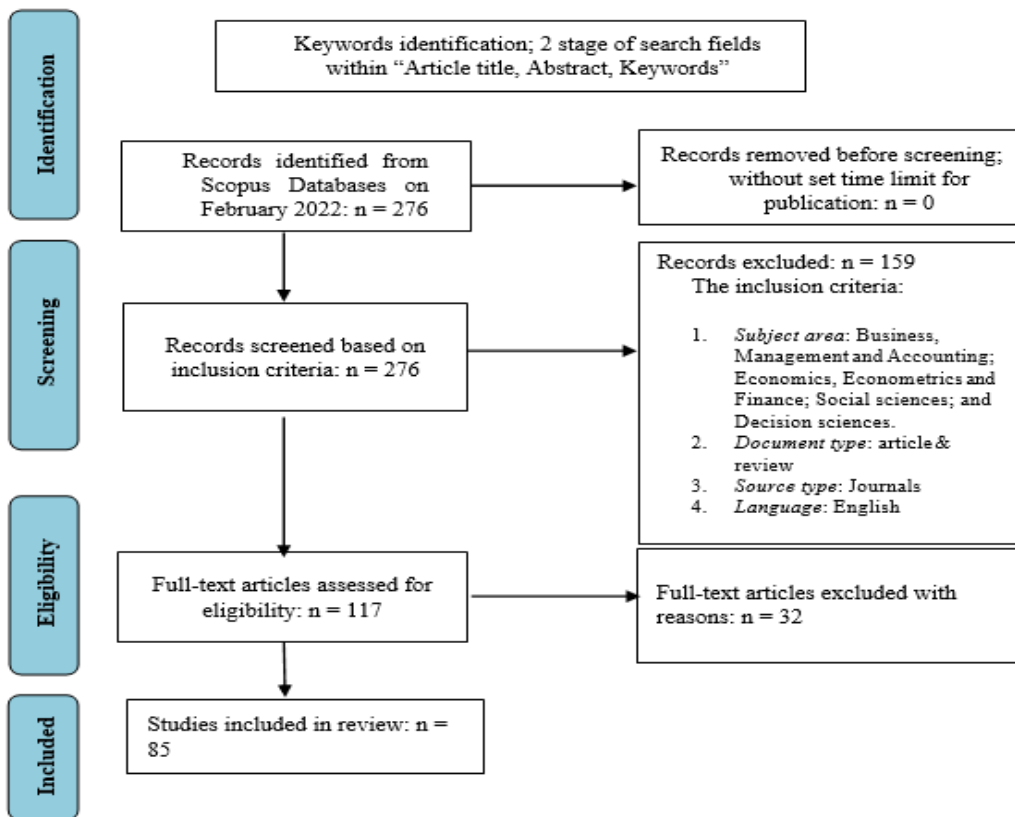 Identification
Keywords identification; 2 stage of search fields
within “Article title, Abstract, Keywords”
Records identified from
Scopus Databases on
February 2022: n = 276
Records removed before screening;
without set time limit for
publication: n = 0
Screening
Records screened based on
inclusion criteria: n = 276
Records excluded: n = 159
The inclusion criteria:
1. Subject area: Business,
Management and Accounting;
Economics, Econometrics and
Finance; Social sciences; and
Decision sciences.
2. Document type: article &
review
3. Source type: Journals
4. Language: English
Eligibility
Full-text articles assessed for
eligibility: n = 117
Full-text articles excluded with
reasons: n = 32
Included
Studies included in review: n =
85